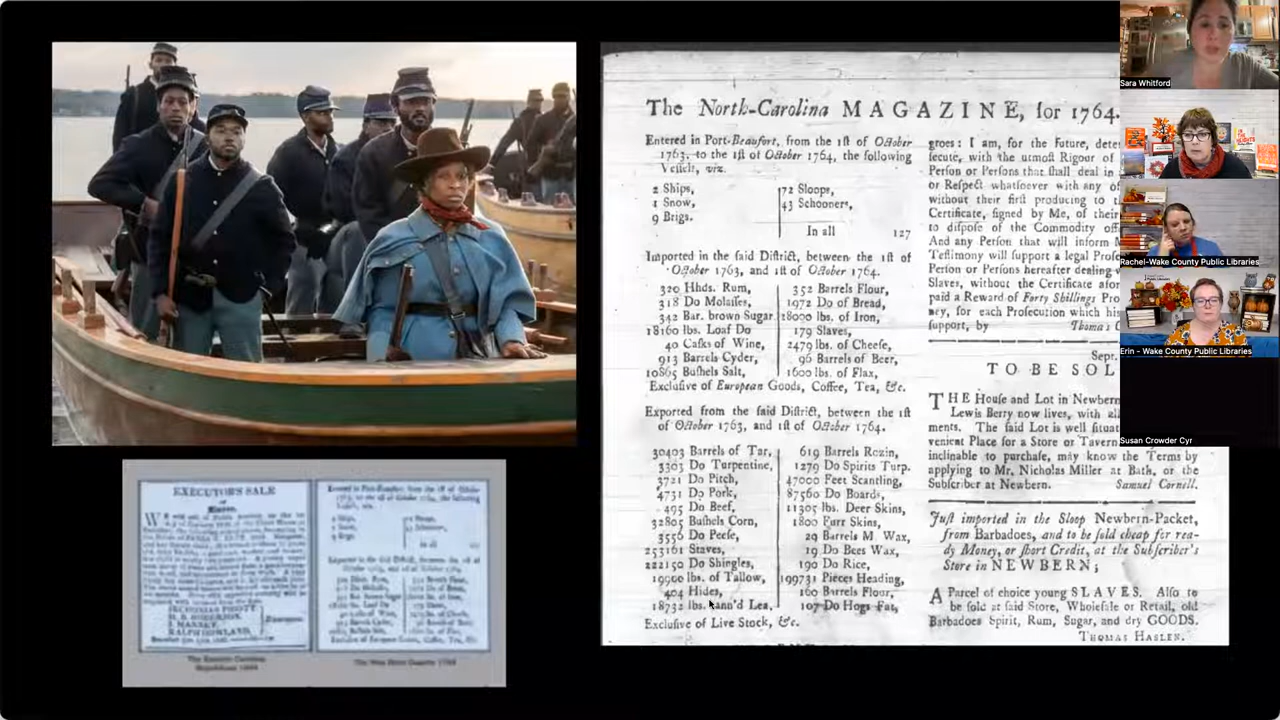 The North-Carolina MAGAZINE, for 1764.
Entered in Port-Beaufort, from the 1st of October
1763, to the 1st of October 1764, the following
Vessels, viz.
2 Ships,
1 Snow,
9 Brigs.
72 Sloops,
43 Schooners,
In all 127
Imported in the said District, between the 1st of
October 1763, and 1st of October 1764.
320 Hhds. Rum,
318 Do Molasses,
342 Bar. brown Sugar
18160 lbs. Loaf Do
40 Casks of Wine,
913 Barrels Cyder,
10865 Bushels Salt,
352 Barrels Flour,
1972 Do of Bread,
18000 lbs. of Iron,
179 Slaves,
2479 lbs. of Cheese,
96 Barrels of Beer,
1600 lbs. of Flax,
Exclusive of European Goods, Coffee, Tea, &c.
Exported from the said District, between the 1st
of October 1763, and 1st of October 1764.
30403 Barrels of Tar,
3303 Do Turpentine,
3721 Do Pitch,
4731 Do Pork,
495 Do Beef,
32805 Bushels Corn,
3556 Do Pease,
253161 Staves,
222150 Do Shingles,
19900 lbs. of Tallow,
404 Hides,
18732 lbs. Tann'd Lea,
619 Barrels Rozin,
1279 Do Spirits Turp.
47000 Feet Scantling,
87560 Do Boards,
11305 lbs. Deer Skins,
1800 Furr Skins,
29 Barrels M. Wax,
19 Do Bees Wax,
190 Do Rice,
199731 Pieces Heading,
160 Barrels Flour,
107 Do Hogs Fat,
Exclusive of Live Stock, &c.
groes: I am, for the Future, dete
secute, with the utmost Rigour of
Person or Persons that shall deal in
or Respect whatsoever with any of
without their first producing to t
Certificate, signed by Me, of their
to dispose of the Commodity off
And any Person that will inform M
Testimony will support a legal Prose
Person or Persons hereafter dealing w
Slaves, without the Certificate afor
paid a Reward of Forty Shillings Pro
ney, for each Prosecution which his
support, by Thomas C
Sept.
TO BE SOL
THE House and Lot in Newbern
Lewis Berry now lives, with all
ments. The said Lot is well situat
venient Place for a Store or Tavern
inclinable to purchase, may know the Terms by
applying to Mr. Nicholas Miller at Bath, or the
Subscriber at Newbern. Samuel Cornell.
Just imported in the Sloop Newbern-Packet,
from Barbadoes, and to be sold cheap for rea-
dy Money, or short Credit, at the Subscriber's
Store in NEWBERN;
A Parcel of choice young SLAVES. Also to
be sold at said Store, Wholesale or Retail, old
Barbadoes Spirit, Rum, Sugar, and dry GOODS.
THOMAS HASLEN.
EXECUTOR'S SALE
Sara Whitford
Rachel-Wake County Public Libraries
Erin - Wake County Public Libraries
Susan Crowder Cyr